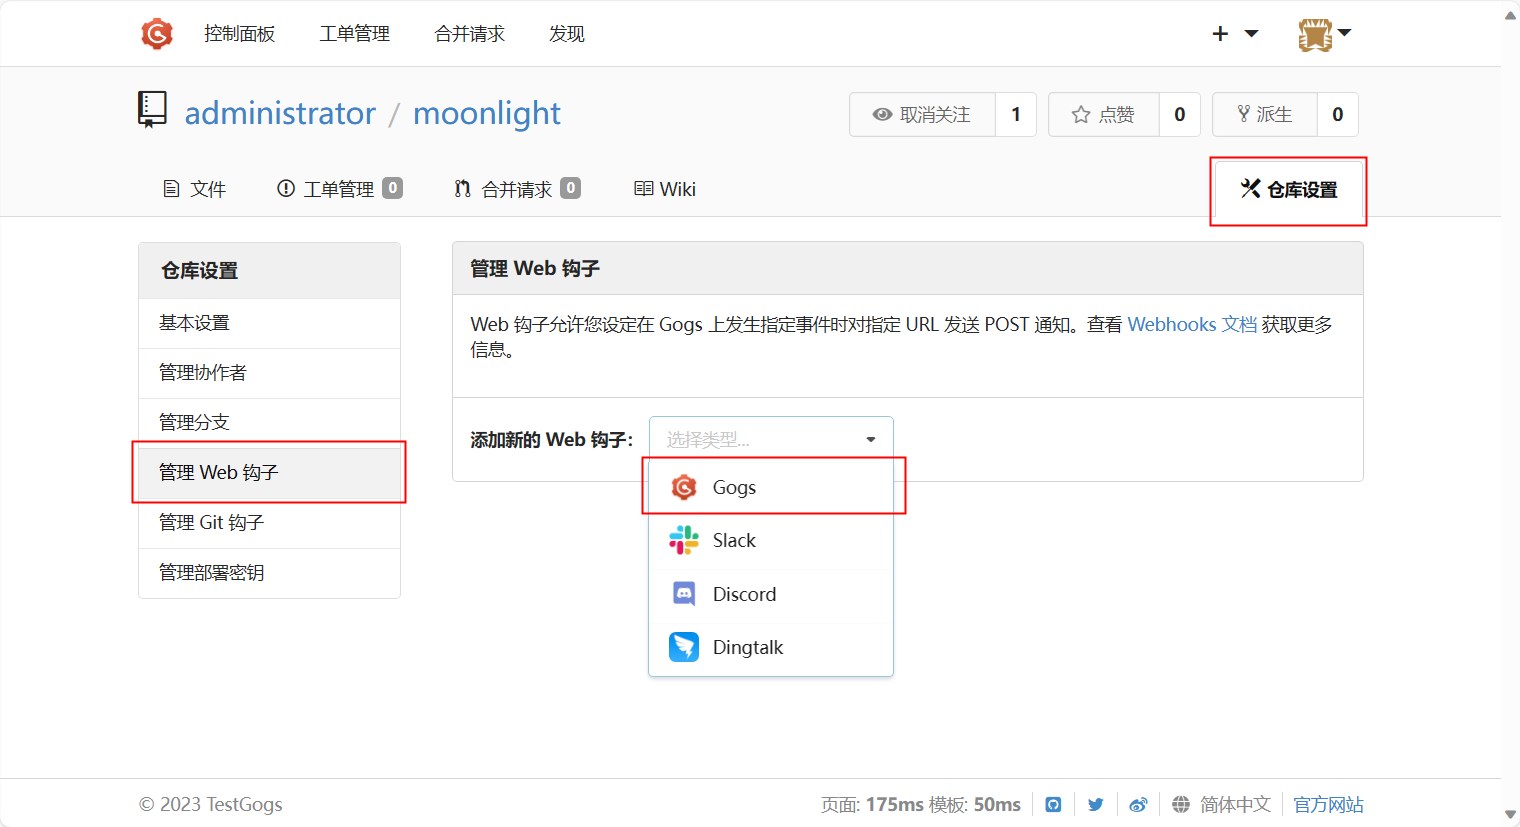 控制面板 工单管理 合并请求 发现
administrator / moonlight
取消关注 1 点赞 0 派生 0
文件 工单管理 0 合并请求 0 Wiki 仓库设置
仓库设置
基本设置
管理协作者
管理分支
管理 Web 钩子
管理 Git 钩子
管理部署密钥
管理 Web 钩子
Web 钩子允许您设定在 Gogs 上发生指定事件时对指定 URL 发送 POST 通知。查看 Webhooks 文档 获取更多
信息。
添加新的 Web 钩子： 选择类型...
Gogs
Slack
Discord
Dingtalk
© 2023 TestGogs
页面: 175ms 模板: 50ms 简体中文 官方网站